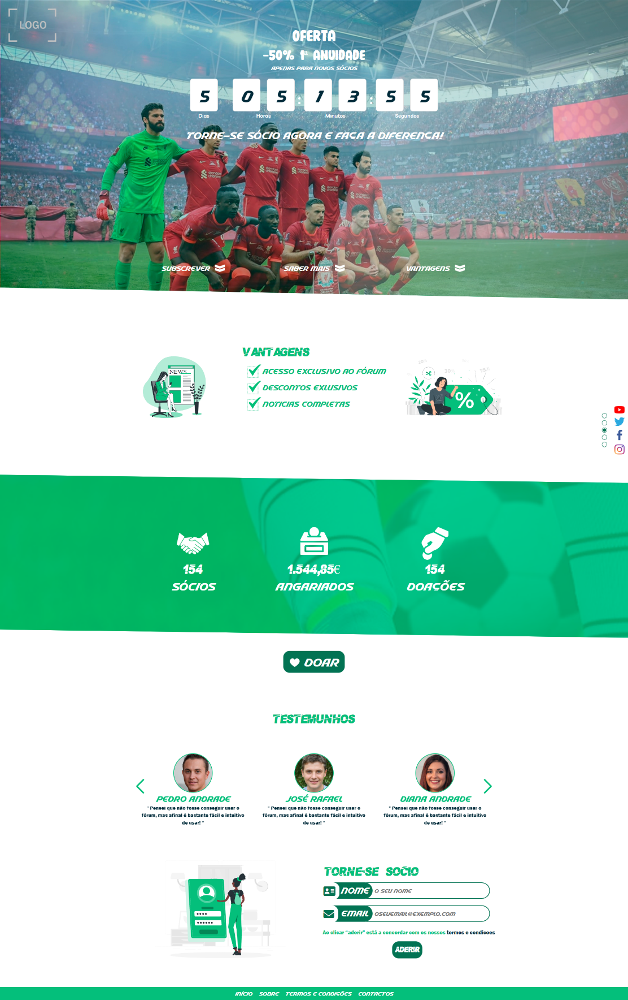 LOGO
OFERTA
-50% 1ª ANUIDADE
APENAS PARA NOVOS SÓCIOS
5 05 : 13 : 55
Dias Horas Minutos Segundos
TORNE-SE SÓCIO AGORA E FAÇA A DIFERENÇA!
SUBSCREVER SABER MAIS VANTAGENS
VANTAGENS
ACESSO EXCLUSIVO AO FÓRUM
DESCONTOS EXLUSIVOS
NOTICIAS COMPLETAS
NEWS
30%
75%
%
154 1.544,85€ 154
SÓCIOS ANGARIADOS DOAÇÕES
DOAR
TESTEMUNHOS
PEDRO ANDRADE
" Pensei que não fosse conseguir usar o
fórum, mas afinal é bastante fácil e intuitivo
de usar! "
JOSÉ RAFAEL
" Pensei que não fosse conseguir usar o
fórum, mas afinal é bastante fácil e intuitivo
de usar! "
DIANA ANDRADE
" Pensei que não fosse conseguir usar o
fórum, mas afinal é bastante fácil e intuitivo
de usar! "
TORNE-SE SOCIO
NOME O SEU NOME
EMAIL OSEUEMAIL@EXEMPLO.COM
Ao clicar "aderir" está a concordar com os nossos termos e condicoes
ADERIR
INÍCIO SOBRE TERMOS E CONDIÇÕES CONTACTOS